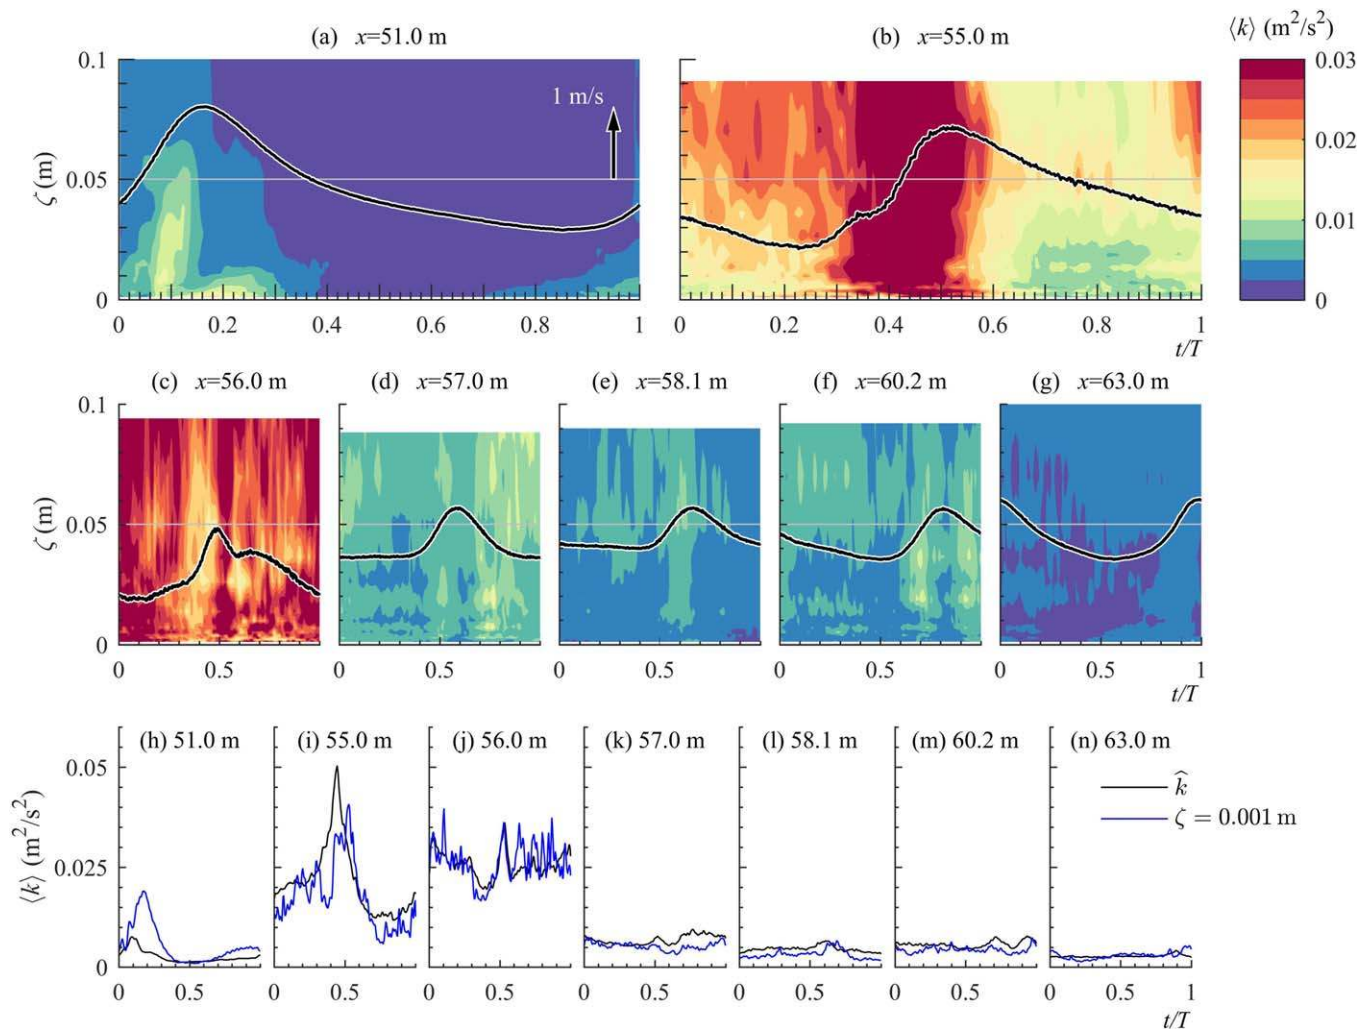 (a) x=51.0 m
(b) x=55.0 m
⟨k⟩ (m²/s²)
0.1
0.05
0
ζ (m)
1 m/s
0 0.2 0.4 0.6 0.8 1
0 0.2 0.4 0.6 0.8 1
t/T
0.03
0.02
0.01
0
(c) x=56.0 m
(d) x=57.0 m
(e) x=58.1 m
(f) x=60.2 m
(g) x=63.0 m
0.1
0.05
0
ζ (m)
0 0.5
0 0.5
0 0.5
0 0.5
0 0.5 1
t/T
(h) 51.0 m
(i) 55.0 m
(j) 56.0 m
(k) 57.0 m
(l) 58.1 m
(m) 60.2 m
(n) 63.0 m
0.05
0.025
0
⟨k⟩ (m²/s²)
k̂
ζ = 0.001 m
0 0.5
0 0.5
0 0.5
0 0.5
0 0.5
0 0.5
0 0.5 1
t/T